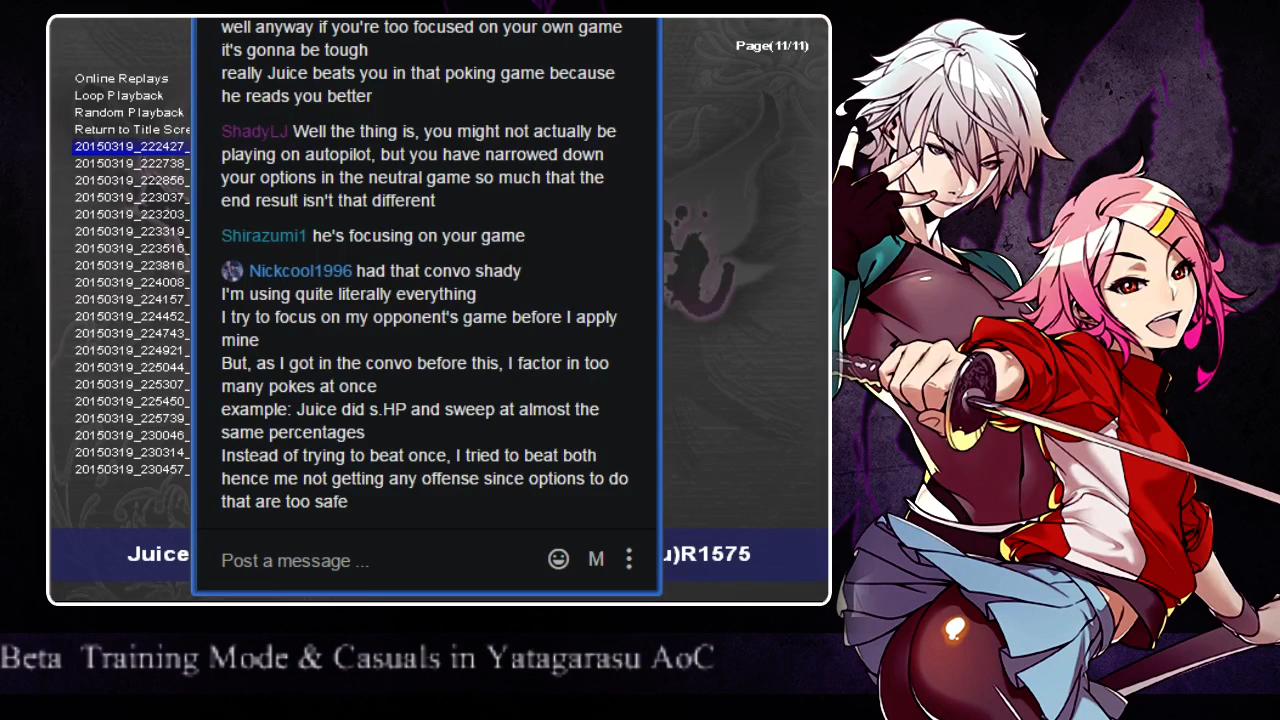 well anyway if you're too focused on your own game
it's gonna be tough
really Juice beats you in that poking game because
he reads you better
Page(11/11)
Online Replays
Loop Playback
Random Playback
Return to Title Scre
20150319_222427_
20150319_222738_
20150319_222856_
20150319_223037_
20150319_223203_
20150319_223319_
20150319_223516_
20150319_223816_
20150319_224008_
20150319_224157_
20150319_224452_
20150319_224743_
20150319_224921_
20150319_225044_
20150319_225307_
20150319_225450_
20150319_225739_
20150319_230046_
20150319_230314_
20150319_230457_
ShadyLJ Well the thing is, you might not actually be
playing on autopilot, but you have narrowed down
your options in the neutral game so much that the
end result isn't that different
Shirazumi1 he's focusing on your game
Nickcool1996 had that convo shady
I'm using quite literally everything
I try to focus on my opponent's game before I apply
mine
But, as I got in the convo before this, I factor in too
many pokes at once
example: Juice did s.HP and sweep at almost the
same percentages
Instead of trying to beat once, I tried to beat both
hence me not getting any offense since options to do
that are too safe
Post a message ... M
Juice u)R1575
Beta Training Mode & Casuals in Yatagarasu AoC